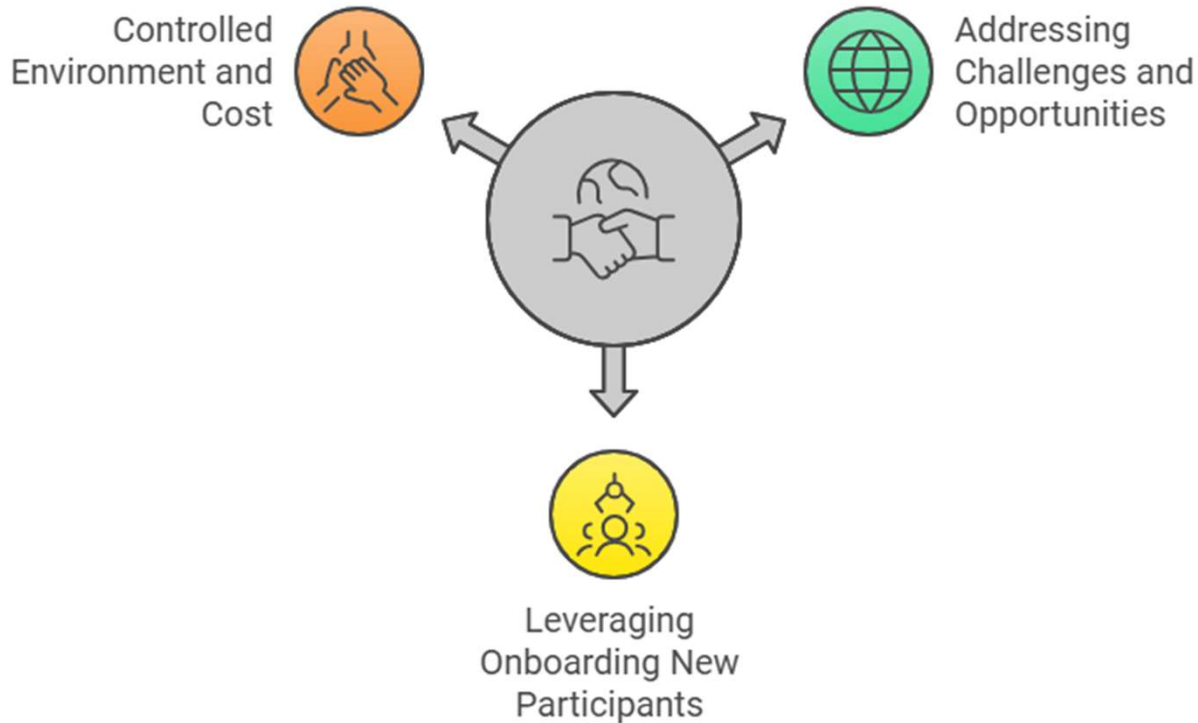 Controlled
Environment and
Cost
Addressing
Challenges and
Opportunities
Leveraging
Onboarding New
Participants